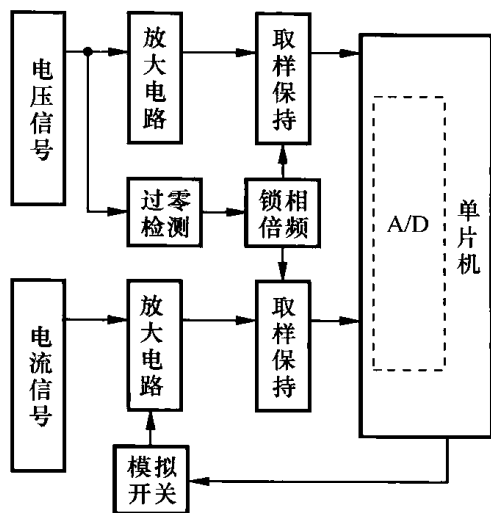 电压信号
放大电路
取样保持
过零
检测
锁相
倍频
A/D
单片机
电流信号
放大电路
取样保持
模拟
开关